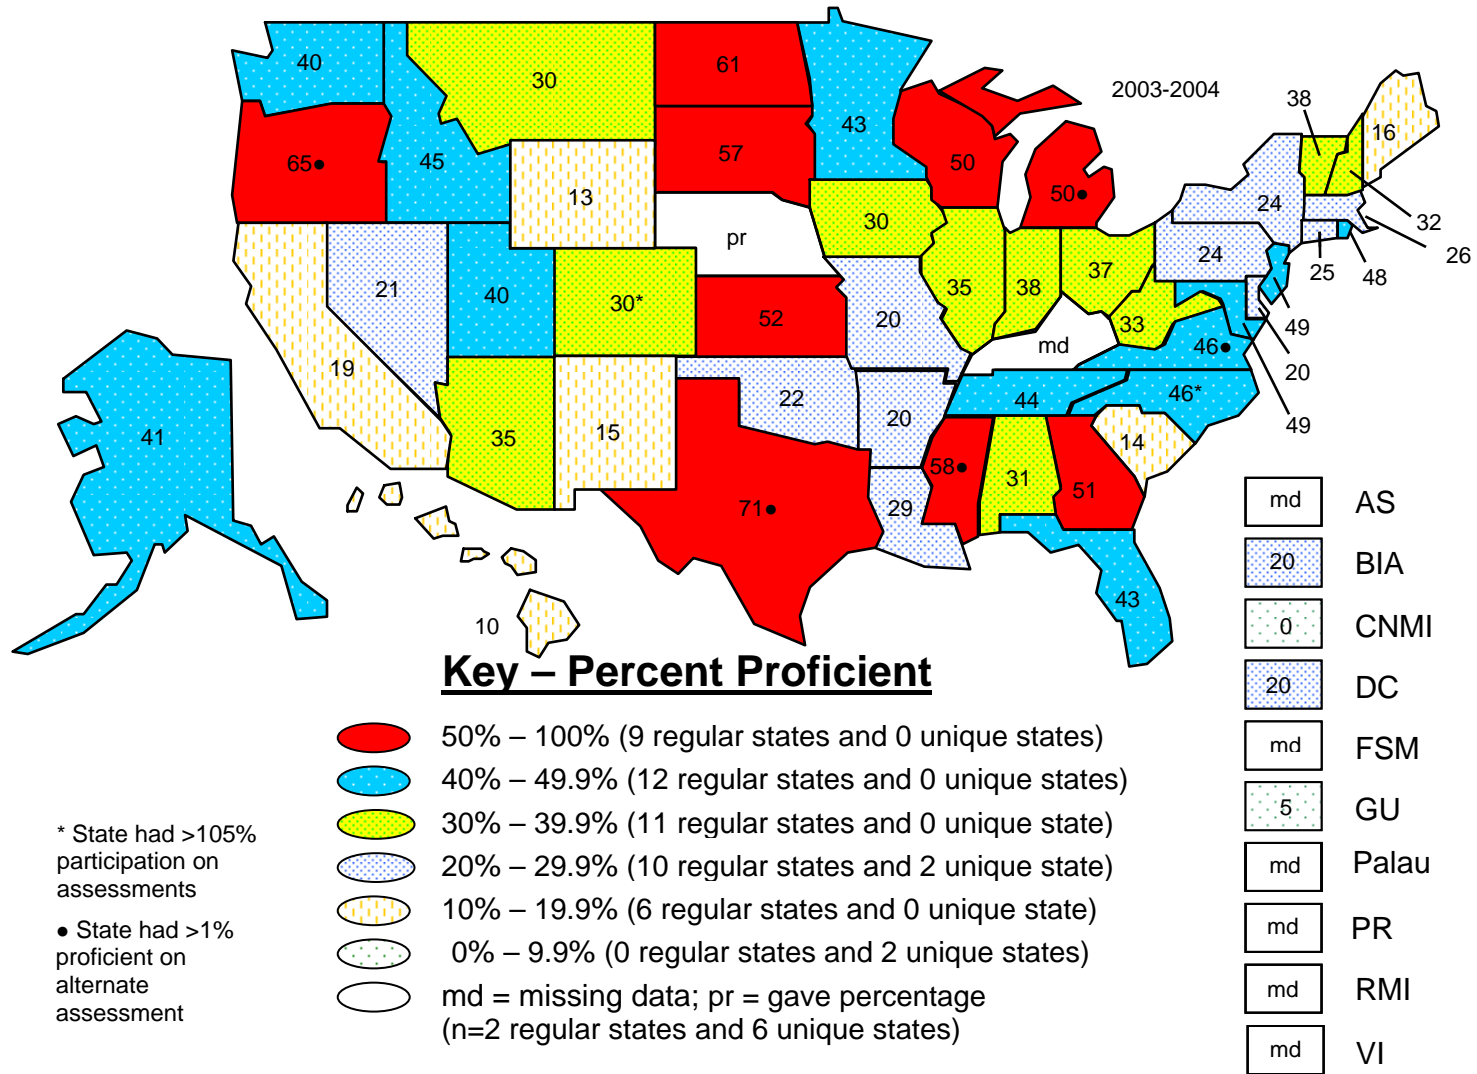 2003-2004
40
30
61
43
38
16
65●
45
57
50
50●
13
24
32
26
30
pr
25
48
24
21
40
30*
35
38
37
49
52
20
33
md
46●
20
19
49
44
46*
22
20
14
41
35
15
58●
31
51
71●
29
43
10
md AS
20 BIA
0 CNMI
20 DC
md FSM
5 GU
md Palau
md PR
md RMI
md VI
Key – Percent Proficient
50% – 100% (9 regular states and 0 unique states)
40% – 49.9% (12 regular states and 0 unique states)
30% – 39.9% (11 regular states and 0 unique state)
20% – 29.9% (10 regular states and 2 unique state)
10% – 19.9% (6 regular states and 0 unique state)
0% – 9.9% (0 regular states and 2 unique states)
md = missing data; pr = gave percentage
(n=2 regular states and 6 unique states)
* State had >105%
participation on
assessments
● State had >1%
proficient on
alternate
assessment